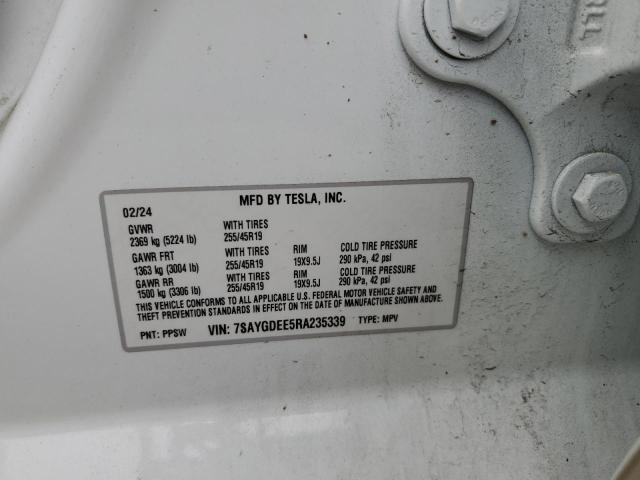 RLL
MFD BY TESLA, INC.
02/24
GVWR WITH TIRES
2369 kg (5224 lb) 255/45R19
GAWR FRT WITH TIRES RIM COLD TIRE PRESSURE
1363 kg (3004 lb) 255/45R19 19X9.5J 290 kPa, 42 psi
GAWR RR WITH TIRES RIM COLD TIRE PRESSURE
1500 kg (3306 lb) 255/45R19 19X9.5J 290 kPa, 42 psi
THIS VEHICLE CONFORMS TO ALL APPLICABLE U.S. FEDERAL MOTOR VEHICLE SAFETY AND
THEFT PREVENTION STANDARDS IN EFFECT ON THE DATE OF MANUFACTURE SHOWN ABOVE.
PNT: PPSW VIN: 7SAYGDEE5RA235339 TYPE: MPV